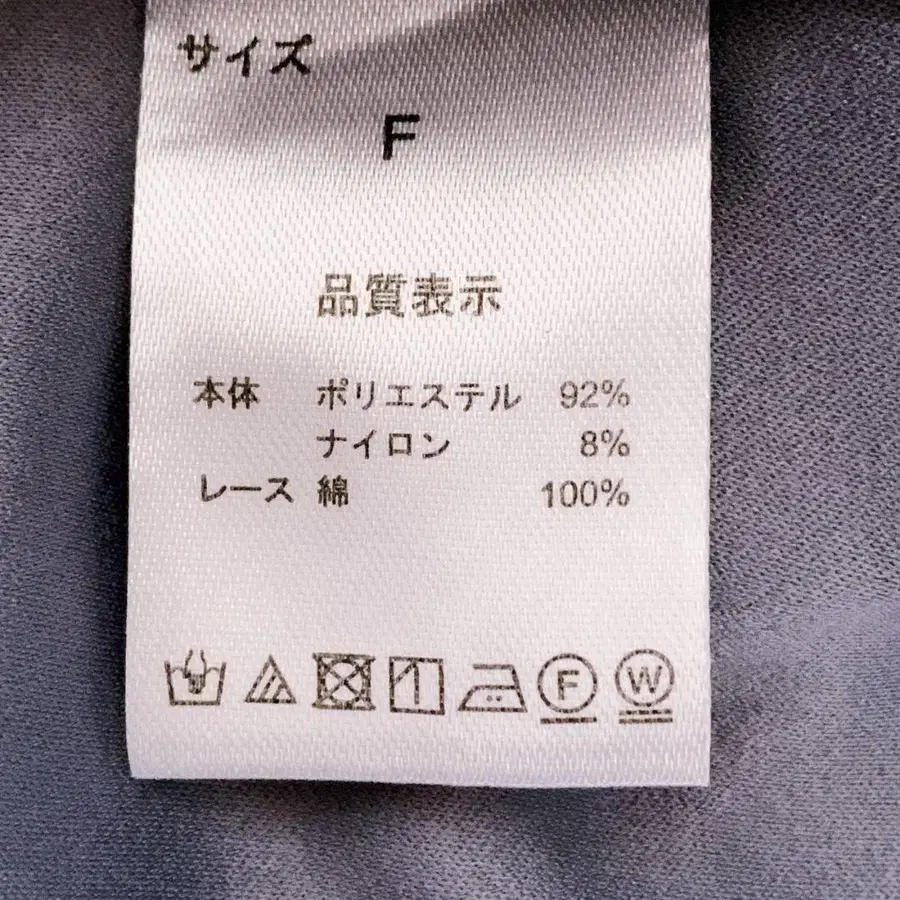 サイズ
F
品質表示
本体 ポリエステル 92%
ナイロン 8%
レース 綿 100%
F W